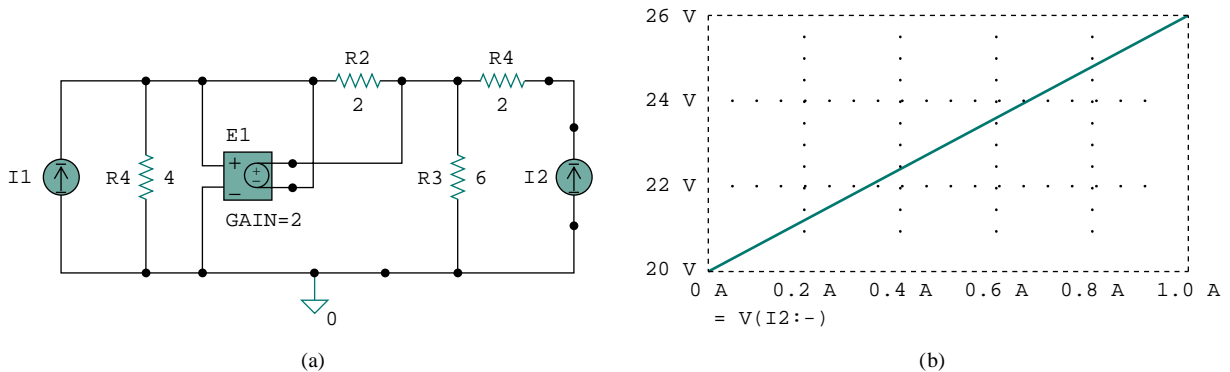 R2
R4
2
2
E1
+
−
+
−
I1
R4
4
R3
6
I2
GAIN=2
0
(a)
26 V
24 V
22 V
20 V
0 A 0.2 A 0.4 A 0.6 A 0.8 A 1.0 A
= V(I2:-)
(b)